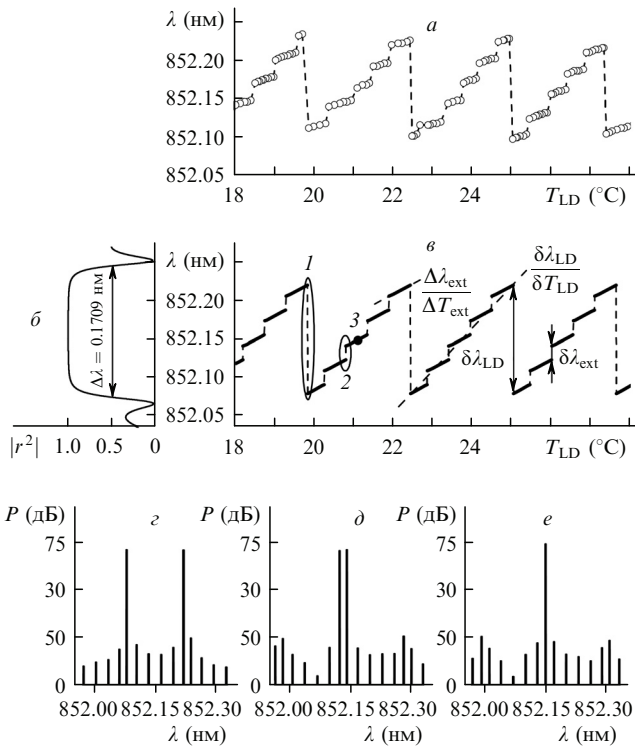 λ (нм)
а
852.20
852.15
852.10
852.05
18 20 22 24 T_LD (°C)
б
Δλ = 0.1709 нм
|r²| 1.0 0.5 0
λ (нм)
в
852.20
852.15
852.10
852.05
1
2
3
Δλ_ext
ΔT_ext
δλ_LD
δT_LD
δλ_LD
δλ_ext
18 20 22 24 T_LD (°C)
P (дБ) г
75
30
50
0
852.00 852.15 852.30
λ (нм)
P (дБ) д
75
30
50
0
852.00 852.15 852.30
λ (нм)
P (дБ) е
75
30
50
0
852.00 852.15 852.30
λ (нм)